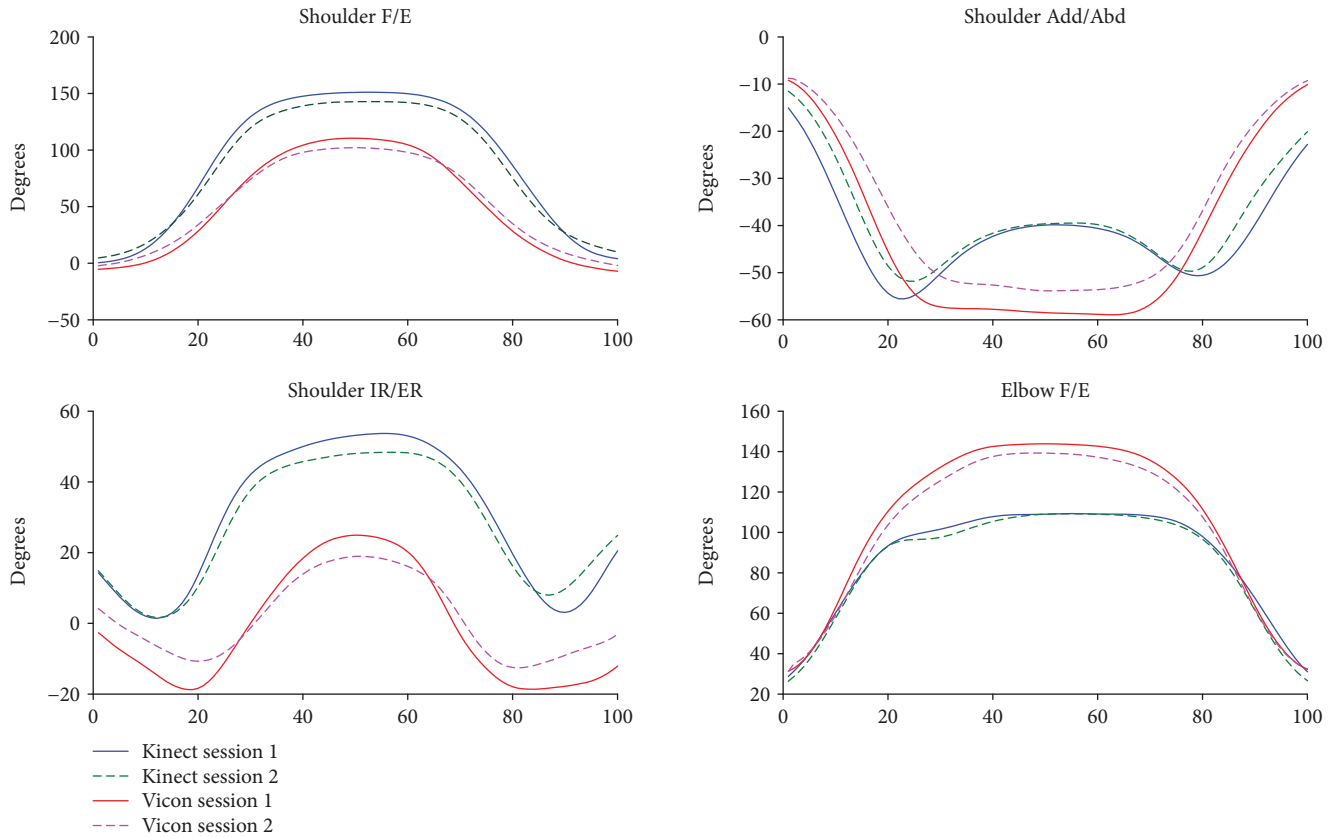 Shoulder F/E
200
150
100
50
0
−50
Degrees
0 20 40 60 80 100
Shoulder Add/Abd
0
−10
−20
−30
−40
−50
−60
Degrees
0 20 40 60 80 100
Shoulder IR/ER
60
40
20
0
−20
Degrees
0 20 40 60 80 100
Elbow F/E
160
140
120
100
80
60
40
20
Degrees
0 20 40 60 80 100
Kinect session 1
Kinect session 2
Vicon session 1
Vicon session 2